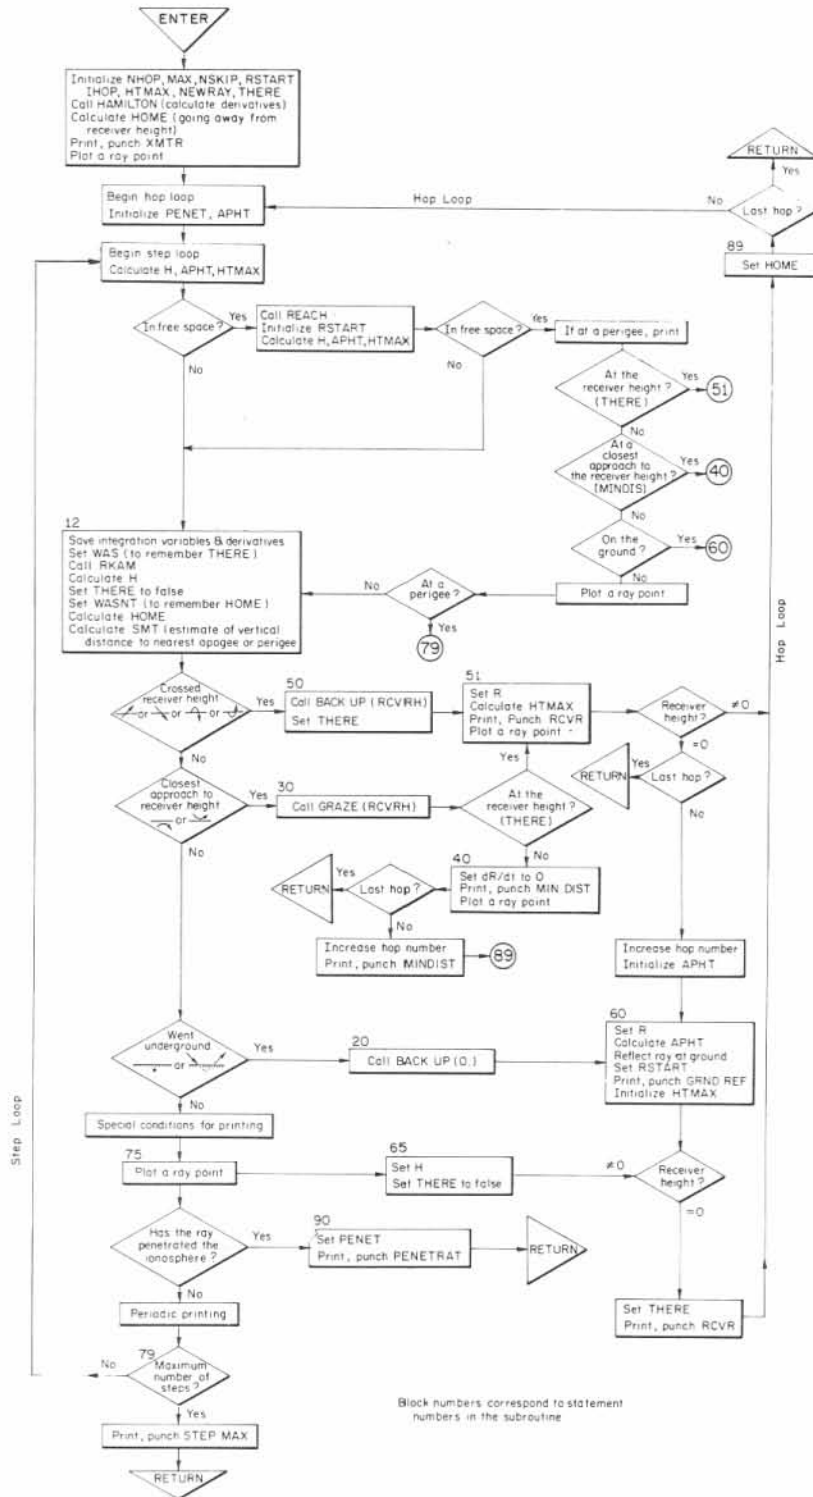 ENTER
Initialize NHOP, MAX, NSKIP, RSTART
IHOP, HTMAX, NEWRAY, THERE
Call HAMILTON (calculate derivatives)
Calculate HOME (going away from
receiver height)
Print, punch XMTR
Plot a ray point
Begin hop loop
Initialize PENET, APHT
Hop Loop
No
Last hop?
Yes
RETURN
89
Set HOME
Begin step loop
Calculate H, APHT, HTMAX
In free space?
Yes
No
Call REACH
Initialize RSTART
Calculate H, APHT, HTMAX
In free space?
Yes
No
If at a perigee, print
At the
receiver height?
(THERE)
Yes
51
No
At a
closest
approach to
the receiver height?
(MINDIS)
Yes
40
No
On the
ground?
Yes
60
No
Plot a ray point
At a
perigee?
No
Yes
79
12
Save integration variables & derivatives
Set WAS (to remember THERE)
Call RKAM
Calculate H
Set THERE to false
Set WASNT (to remember HOME)
Calculate HOME
Calculate SMT (estimate of vertical
distance to nearest apogee or perigee
Crossed
receiver height
or or or
Yes
No
50
Call BACK UP (RCVRH)
Set THERE
51
Set R
Calculate HTMAX
Print, Punch RCVR
Plot a ray point
Receiver
height?
≠0
=0
Hop Loop
Last hop?
Yes
RETURN
No
Closest
approach to
receiver height
or
Yes
No
30
Call GRAZE (RCVRH)
At the
receiver height?
(THERE)
Yes
No
40
Set dR/dt to 0
Print, punch MIN DIST
Plot a ray point
Last hop?
Yes
RETURN
No
Increase hop number
Print, punch MINDIST
89
Increase hop number
Initialize APHT
60
Set R
Calculate APHT
Reflect ray at ground
Set RSTART
Print, punch GRND REF
Initialize HTMAX
Went
underground
or
Yes
No
20
Call BACK UP (0.)
Special conditions for printing
75
Plot a ray point
65
Set H
Set THERE to false
≠0
Receiver
height?
=0
Set THERE
Print, punch RCVR
Step Loop
Has the ray
penetrated the
ionosphere?
Yes
No
90
Set PENET
Print, punch PENETRAT
RETURN
Periodic printing
79
Maximum
number of
steps?
No
Yes
Print, punch STEP MAX
RETURN
Block numbers correspond to statement
numbers in the subroutine